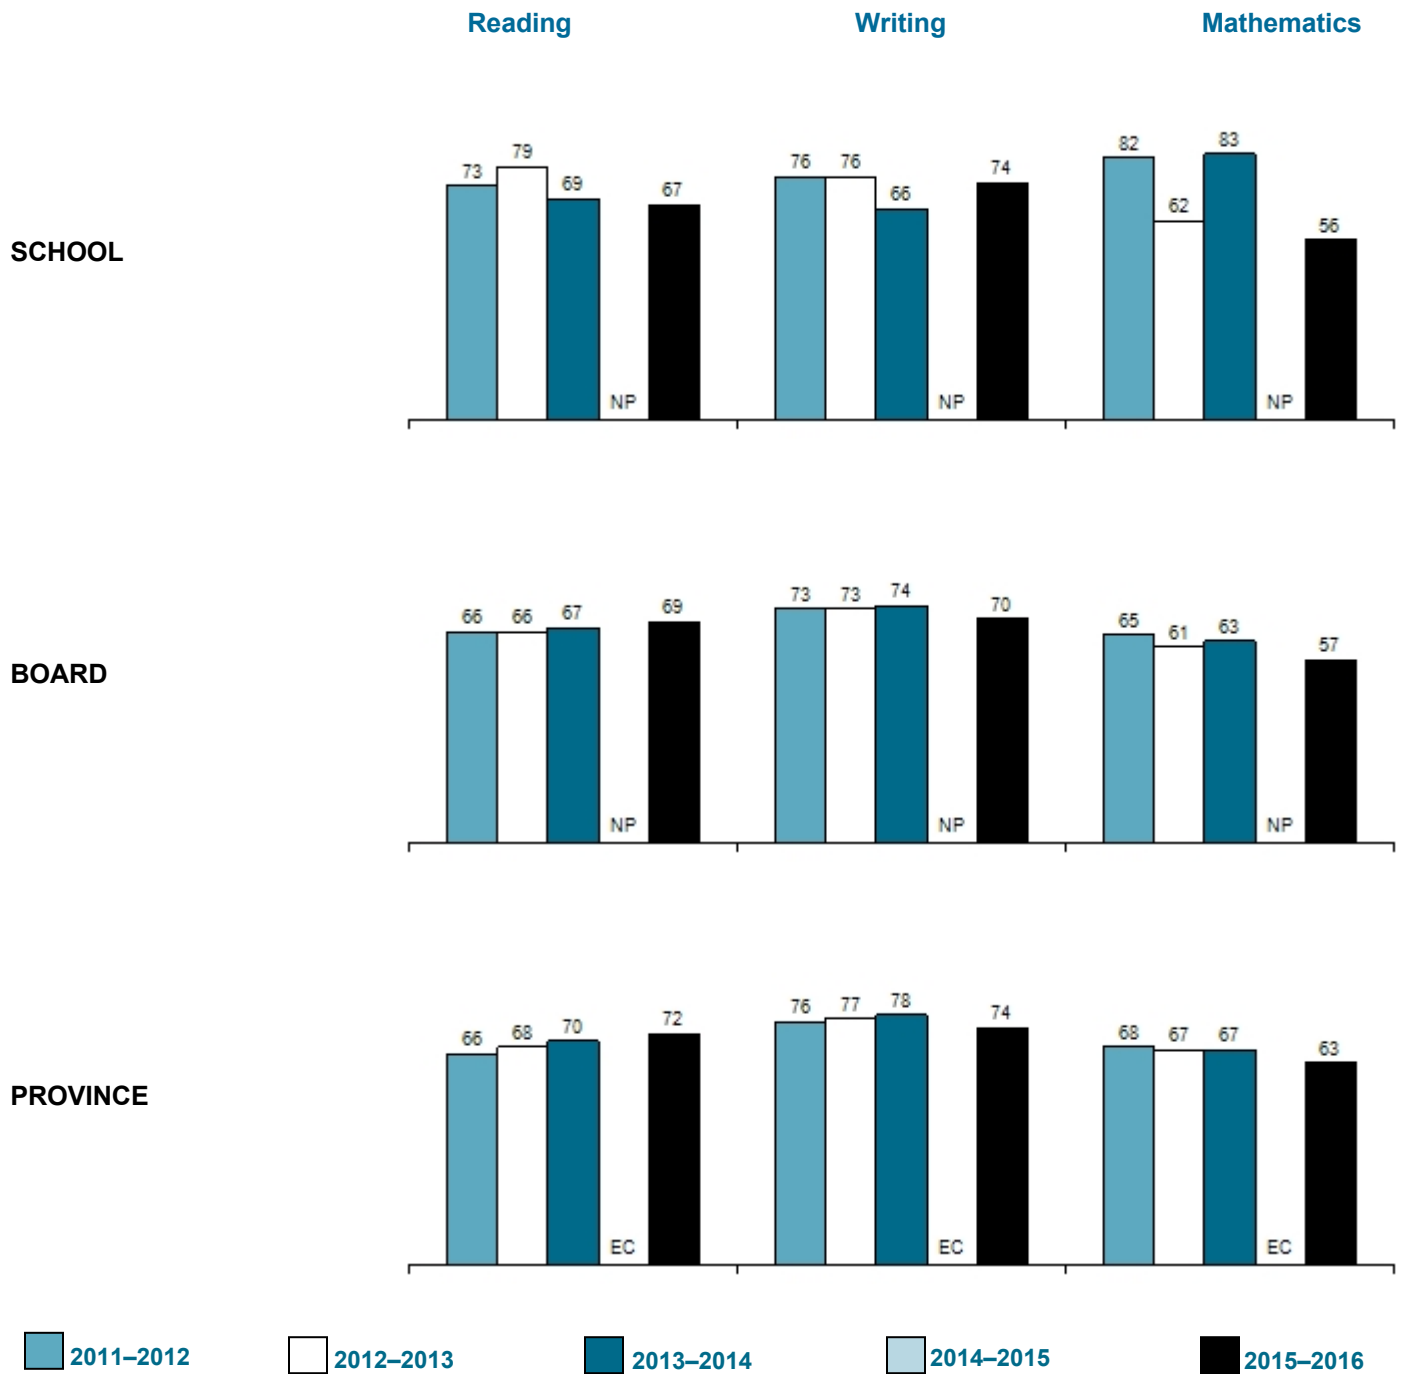 Reading Writing Mathematics
SCHOOL
73 79 69 NP 67 76 76 66 NP 74 82 62 83 NP 56
BOARD
66 66 67 NP 69 73 73 74 NP 70 65 61 63 NP 57
PROVINCE
66 68 70 EC 72 76 77 78 EC 74 68 67 67 EC 63
2011–2012 2012–2013 2013–2014 2014–2015 2015–2016